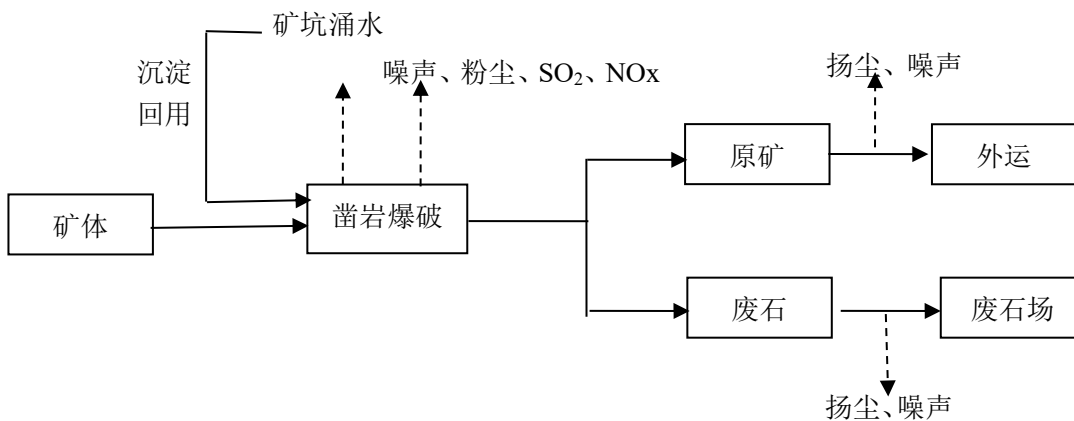 矿坑涌水
沉淀
回用
噪声、粉尘、SO₂、NOx
扬尘、噪声
原矿
外运
矿体
凿岩爆破
废石
废石场
扬尘、噪声